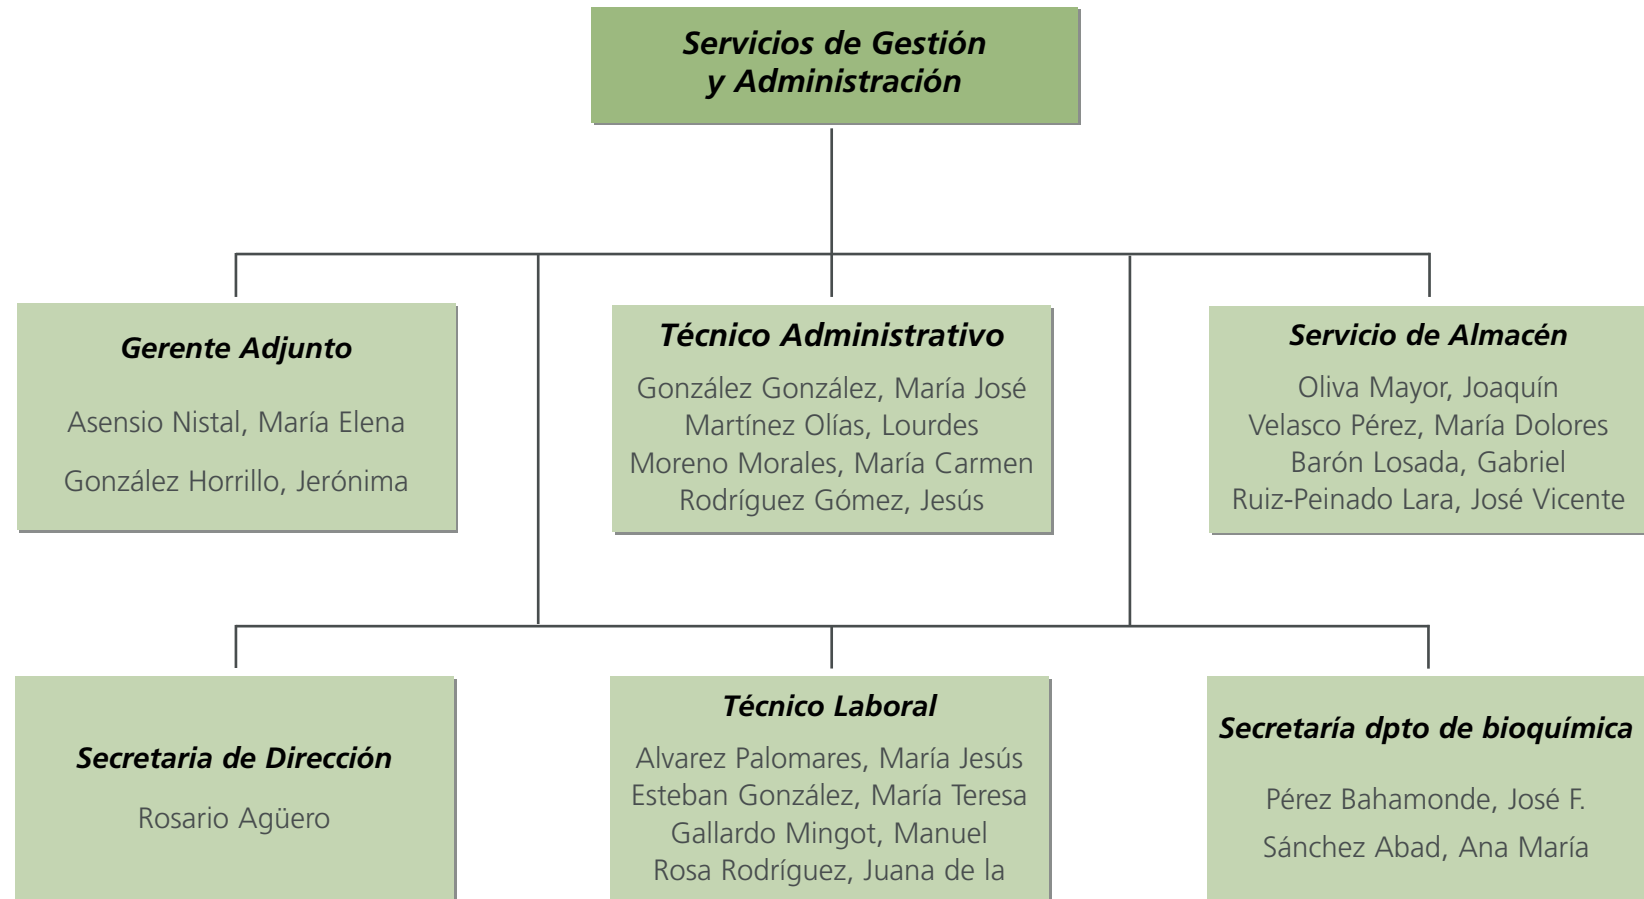 Servicios de Gestión
y Administración
Gerente Adjunto
Asensio Nistal, María Elena
González Horrillo, Jerónima
Técnico Administrativo
González González, María José
Martínez Olías, Lourdes
Moreno Morales, María Carmen
Rodríguez Gómez, Jesús
Servicio de Almacén
Oliva Mayor, Joaquín
Velasco Pérez, María Dolores
Barón Losada, Gabriel
Ruiz-Peinado Lara, José Vicente
Secretaria de Dirección
Rosario Agüero
Técnico Laboral
Alvarez Palomares, María Jesús
Esteban González, María Teresa
Gallardo Mingot, Manuel
Rosa Rodríguez, Juana de la
Secretaría dpto de bioquímica
Pérez Bahamonde, José F.
Sánchez Abad, Ana María